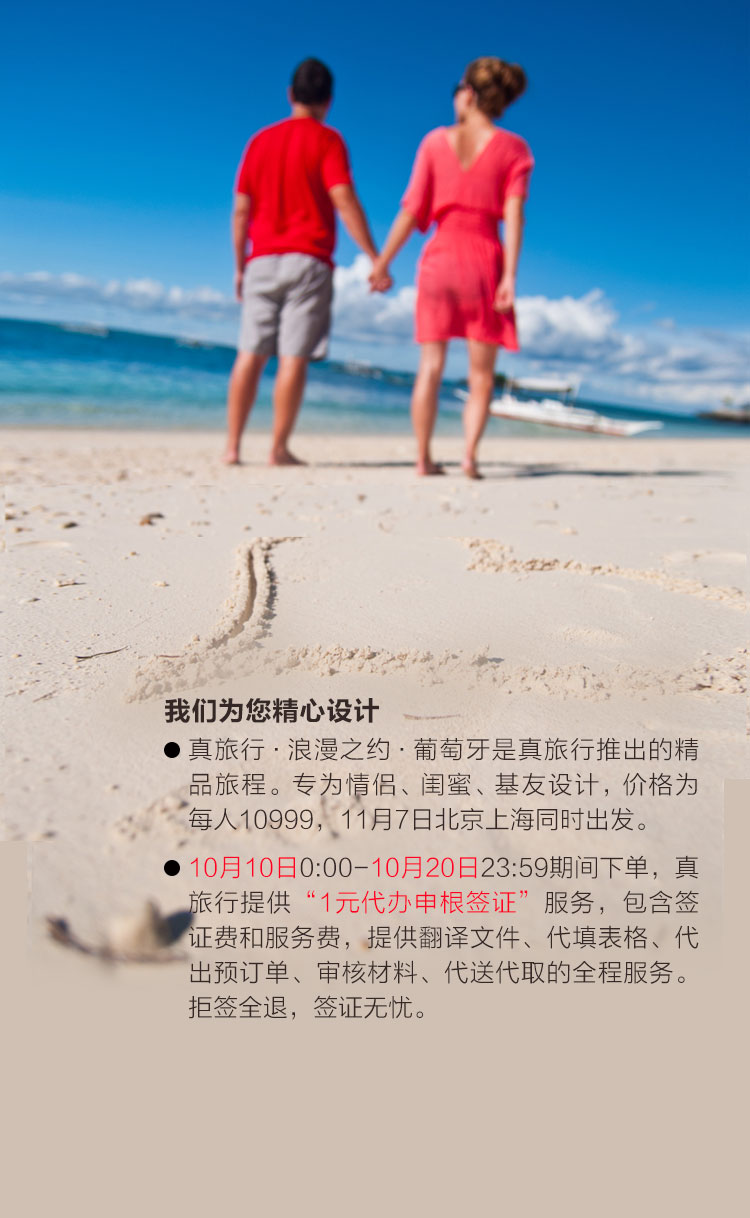 我们为您精心设计
● 真旅行·浪漫之约·葡萄牙是真旅行推出的精
品旅程。专为情侣、闺蜜、基友设计，价格为
每人10999，11月7日北京上海同时出发。
● 10月10日0:00-10月20日23:59期间下单，真
旅行提供“1元代办申根签证”服务，包含签
证费和服务费，提供翻译文件、代填表格、代
出预订单、审核材料、代送代取的全程服务。
拒签全退，签证无忧。